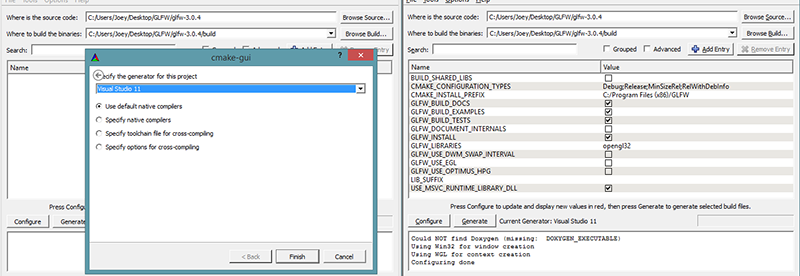 Tools Options Help
Where is the source code: C:/Users/Joey/Desktop/GLFW/glfw-3.0.4 Browse Source...
Where to build the binaries: C:/Users/Joey/Desktop/GLFW/glfw-3.0.4/build Browse Build...
Search:
Name
cmake-gui
Specify the generator for this project
Visual Studio 11
Use default native compilers
Specify native compilers
Specify toolchain file for cross-compiling
Specify options for cross-compiling
< Back Finish Cancel
Press Configure
Configure Generate
Where is the source code: C:/Users/Joey/Desktop/GLFW/glfw-3.0.4 Browse Source...
Where to build the binaries: C:/Users/Joey/Desktop/GLFW/glfw-3.0.4/build Browse Build...
Search: Grouped Advanced Add Entry Remove Entry
Name Value
BUILD_SHARED_LIBS
CMAKE_CONFIGURATION_TYPES Debug;Release;MinSizeRel;RelWithDebInfo
CMAKE_INSTALL_PREFIX C:/Program Files (x86)/GLFW
GLFW_BUILD_DOCS
GLFW_BUILD_EXAMPLES
GLFW_BUILD_TESTS
GLFW_DOCUMENT_INTERNALS
GLFW_INSTALL
GLFW_LIBRARIES opengl32
GLFW_USE_DWM_SWAP_INTERVAL
GLFW_USE_EGL
GLFW_USE_OPTIMUS_HPG
LIB_SUFFIX
USE_MSVC_RUNTIME_LIBRARY_DLL
Press Configure to update and display new values in red, then press Generate to generate selected build files.
Configure Generate Current Generator: Visual Studio 11
Could NOT find Doxygen (missing: DOXYGEN_EXECUTABLE)
Using Win32 for window creation
Using WGL for context creation
Configuring done